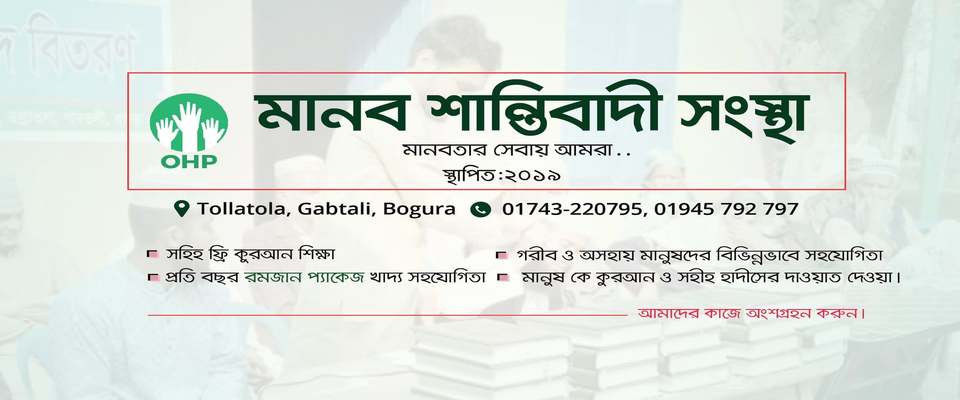 বিতরণ
মানব শান্তিবাদী সংস্থা
OHP
মানবতার সেবায় আমরা..
স্থাপিত:২০১৯
Tollatola, Gabtali, Bogura 01743-220795, 01945 792 797
সহিহ ফ্রি কুরআন শিক্ষা
গরীব ও অসহায় মানুষদের বিভিন্নভাবে সহযোগিতা
প্রতি বছর রমজান প্যাকেজ খাদ্য সহযোগিতা
মানুষ কে কুরআন ও সহীহ হাদীসের দাওয়াত দেওয়া।
আমাদের কাজে অংশগ্রহন করুন।